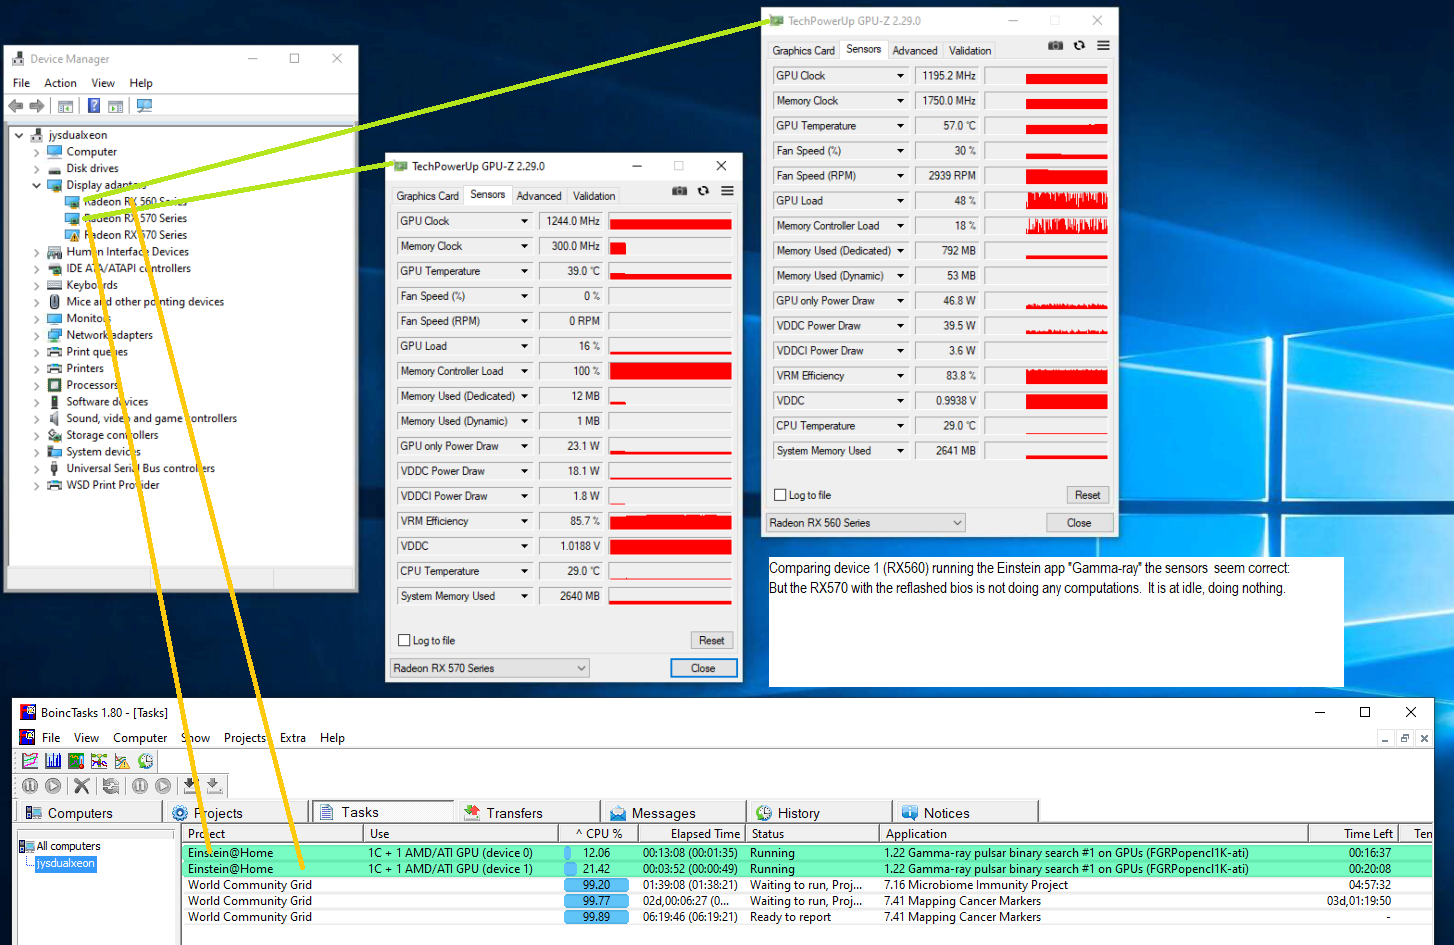 Device Manager
File Action View Help
jysdualxeon
Computer
Disk drives
Display adapters
Radeon RX 560 Series
Radeon RX 570 Series
Radeon RX 570 Series
Human Interface Devices
IDE ATA/ATAPI controllers
Keyboards
Mice and other pointing devices
Monitors
Network adapters
Print queues
Printers
Processors
Software devices
Sound, video and game controllers
Storage controllers
System devices
Universal Serial Bus controllers
WSD Print Provider
TechPowerUp GPU-Z 2.29.0
Graphics Card Sensors Advanced Validation
GPU Clock 1244.0 MHz
Memory Clock 300.0 MHz
GPU Temperature 39.0 °C
Fan Speed (%) 0 %
Fan Speed (RPM) 0 RPM
GPU Load 16 %
Memory Controller Load 100 %
Memory Used (Dedicated) 12 MB
Memory Used (Dynamic) 1 MB
GPU only Power Draw 23.1 W
VDDC Power Draw 18.1 W
VDDCI Power Draw 1.8 W
VRM Efficiency 85.7 %
VDDC 1.0188 V
CPU Temperature 29.0 °C
System Memory Used 2640 MB
Log to file Reset
Radeon RX 570 Series Close
TechPowerUp GPU-Z 2.29.0
Graphics Card Sensors Advanced Validation
GPU Clock 1195.2 MHz
Memory Clock 1750.0 MHz
GPU Temperature 57.0 °C
Fan Speed (%) 30 %
Fan Speed (RPM) 2939 RPM
GPU Load 48 %
Memory Controller Load 18 %
Memory Used (Dedicated) 792 MB
Memory Used (Dynamic) 53 MB
GPU only Power Draw 46.8 W
VDDC Power Draw 39.5 W
VDDCI Power Draw 3.6 W
VRM Efficiency 83.8 %
VDDC 0.9938 V
CPU Temperature 29.0 °C
System Memory Used 2641 MB
Log to file Reset
Radeon RX 560 Series Close
Comparing device 1 (RX560) running the Einstein app "Gamma-ray" the sensors seem correct:
But the RX570 with the reflashed bios is not doing any computations. It is at idle, doing nothing.
BoincTasks 1.80 - [Tasks]
File View Computer Show Projects Extra Help
Computers Projects Tasks Transfers Messages History Notices
All computers
jysdualxeon
Project Use ^ CPU % Elapsed Time Status Application Time Left Ten
Einstein@Home 1C + 1 AMD/ATI GPU (device 0) 12.06 00:13:08 (00:01:35) Running 1.22 Gamma-ray pulsar binary search #1 on GPUs (FGRPopencl1K-ati) 00:16:37
Einstein@Home 1C + 1 AMD/ATI GPU (device 1) 21.42 00:03:52 (00:00:49) Running 1.22 Gamma-ray pulsar binary search #1 on GPUs (FGRPopencl1K-ati) 00:20:08
World Community Grid 99.20 01:39:08 (01:38:21) Waiting to run, Proj... 7.16 Microbiome Immunity Project 04:57:32
World Community Grid 99.77 02d,00:06:27 (0... Waiting to run, Proj... 7.41 Mapping Cancer Markers 03d,01:19:50
World Community Grid 99.89 06:19:46 (06:19:21) Ready to report 7.41 Mapping Cancer Markers -